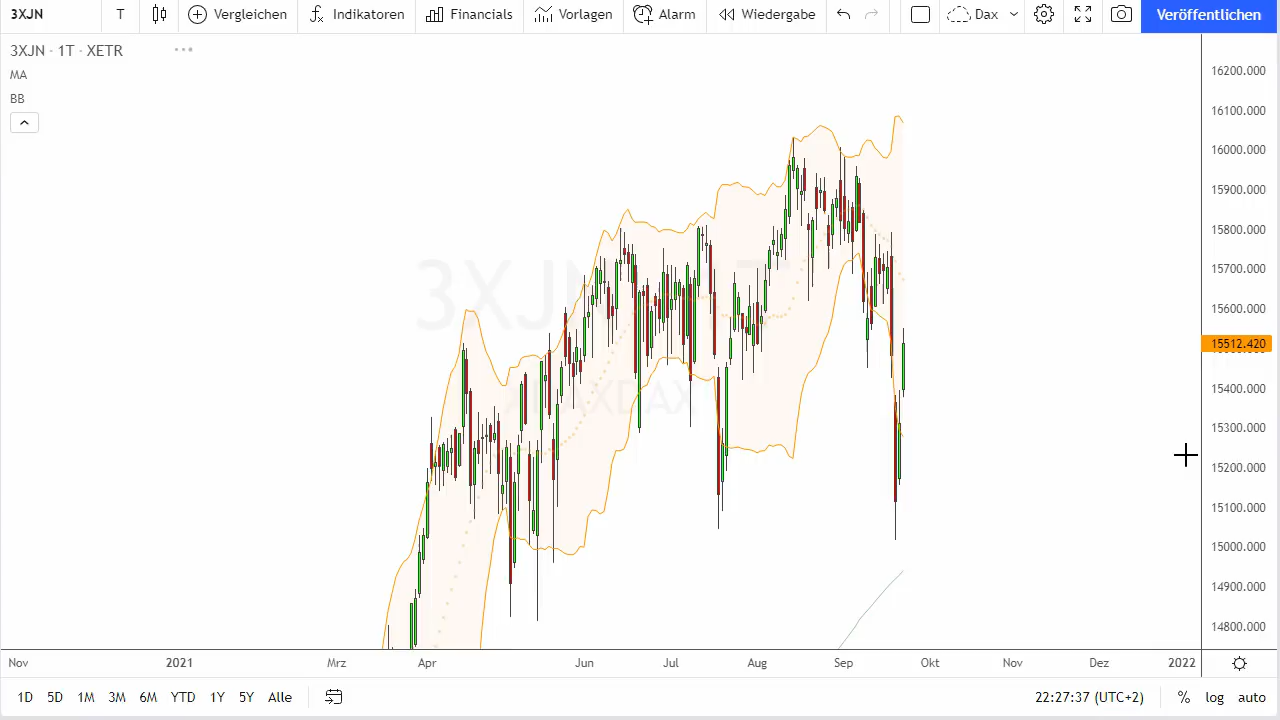 3XJN T Vergleichen Indikatoren Financials Vorlagen Alarm Wiedergabe Dax Veröffentlichen
3XJN · 1T · XETR
MA
BB
16200.000
16100.000
16000.000
15900.000
15800.000
15700.000
15600.000
15512.420
15400.000
15300.000
15200.000
15100.000
15000.000
14900.000
14800.000
Nov 2021 Mrz Apr Jun Jul Aug Sep Okt Nov Dez 2022
1D 5D 1M 3M 6M YTD 1Y 5Y Alle 22:27:37 (UTC+2) % log auto